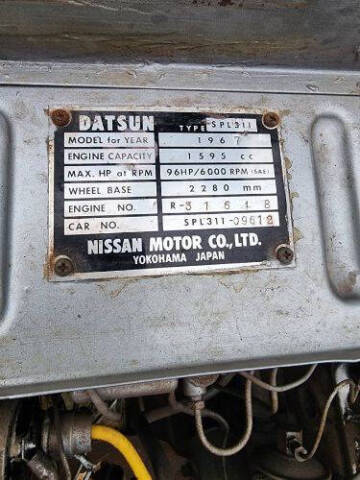 DATSUN TYPE SPL311
MODEL for YEAR 1967
ENGINE CAPACITY 1595 cc
MAX. HP at RPM 96HP/6000 RPM (SAE)
WHEEL BASE 2280 mm
ENGINE NO. R-31618
CAR NO. SPL311-09612
NISSAN MOTOR CO., LTD.
YOKOHAMA JAPAN